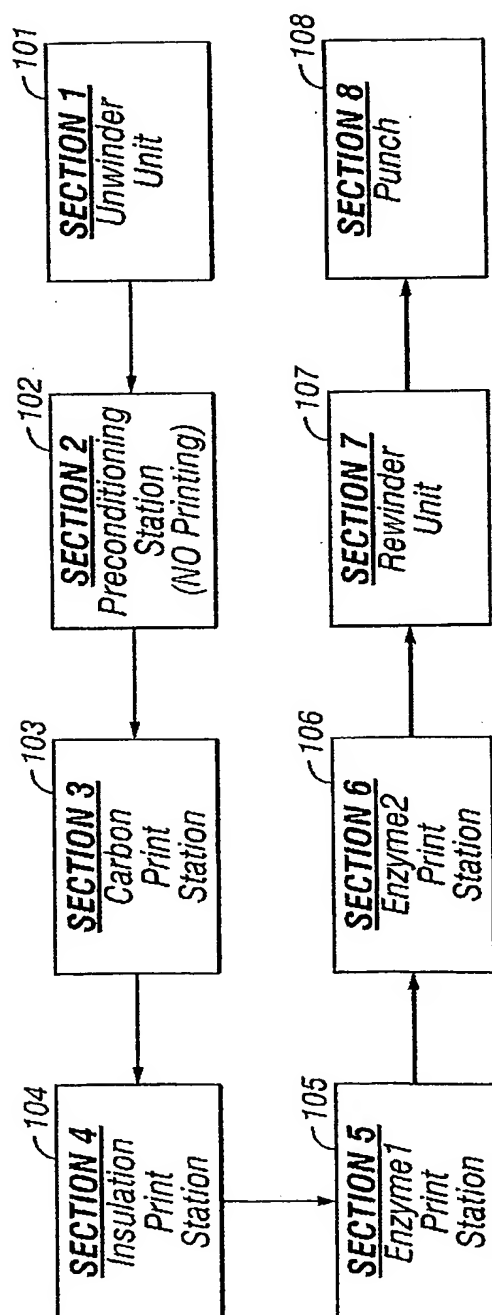 101
SECTION 1
Unwinder
Unit
102
SECTION 2
Preconditioning
Station
(NO Printing)
103
SECTION 3
Carbon
Print
Station
104
SECTION 4
Insulation
Print
Station
105
SECTION 5
Enzyme1
Print
Station
106
SECTION 6
Enzyme2
Print
Station
107
SECTION 7
Rewinder
Unit
108
SECTION 8
Punch